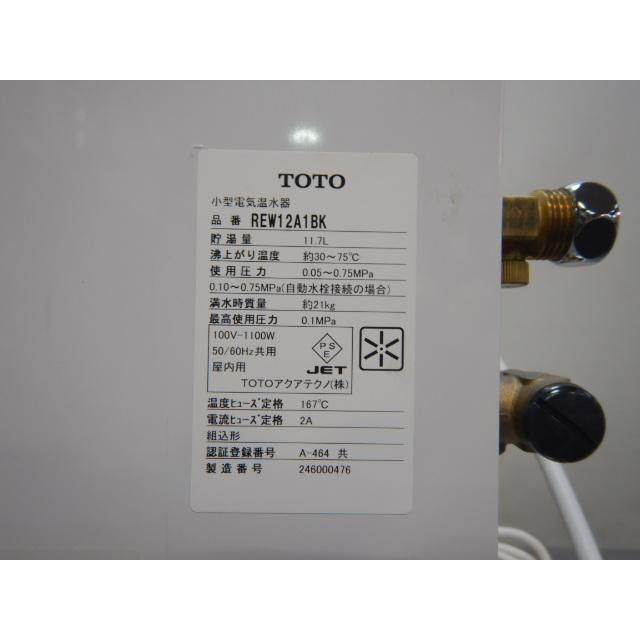 TOTO
小型電気温水器
品番 REW12A1BK
貯湯量 11.7L
沸上がり温度 約30～75℃
使用圧力 0.05～0.75MPa
0.10～0.75MPa(自動水栓接続の場合)
満水時質量 約21kg
最高使用圧力 0.1MPa
100V-1100W
50/60Hz共用
屋内用
PSE
JET
TOTOアクアテクノ(株)
温度ﾋｭｰｽﾞ定格 167℃
電流ﾋｭｰｽﾞ定格 2A
組込形
認証登録番号 A-464 共
製造番号 246000476